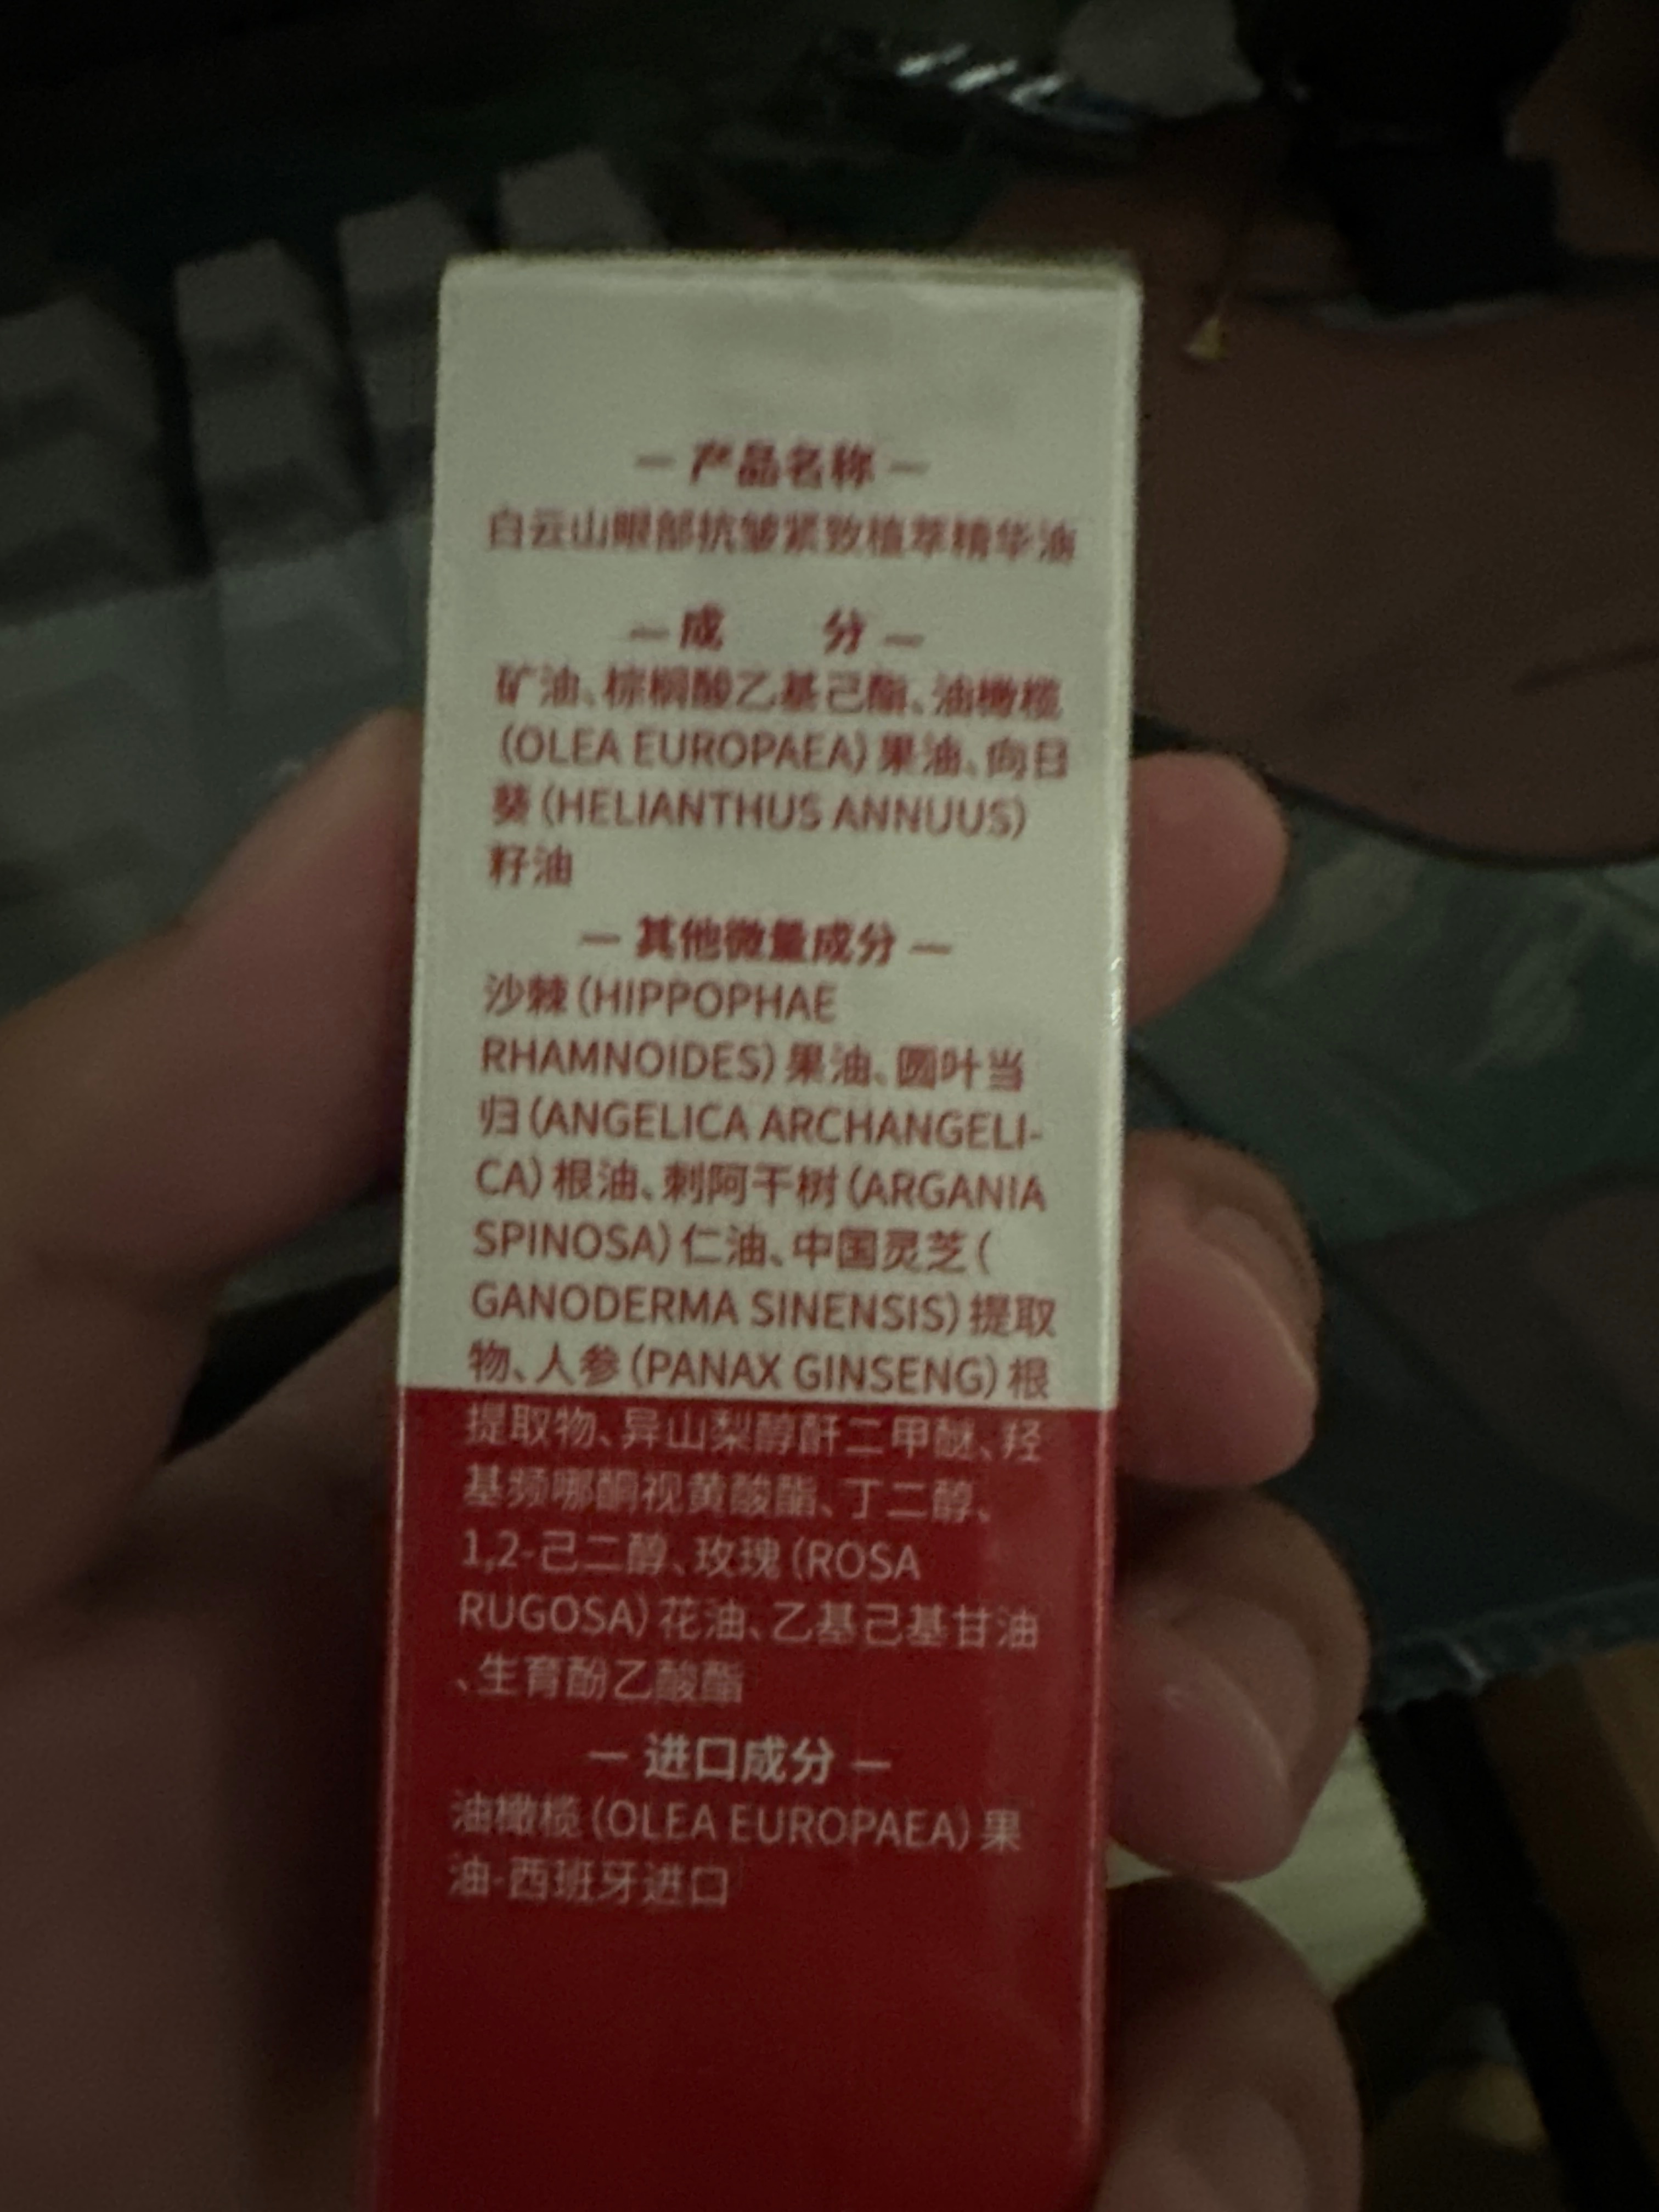 — 产品名称 —
白云山眼部抗皱紧致植萃精华油
— 成 分 —
矿油、棕榈酸乙基己酯、油橄榄
(OLEA EUROPAEA) 果油、向日
葵 (HELIANTHUS ANNUUS)
籽油
— 其他微量成分 —
沙棘 (HIPPOPHAE
RHAMNOIDES) 果油、圆叶当
归 (ANGELICA ARCHANGELI-
CA) 根油、刺阿干树 (ARGANIA
SPINOSA) 仁油、中国灵芝 (
GANODERMA SINENSIS) 提取
物、人参 (PANAX GINSENG) 根
提取物、异山梨醇酐二甲醚、羟
基频哪酮视黄酸酯、丁二醇、
1,2-己二醇、玫瑰 (ROSA
RUGOSA) 花油、乙基己基甘油
、生育酚乙酸酯
— 进口成分 —
油橄榄 (OLEA EUROPAEA) 果
油-西班牙进口